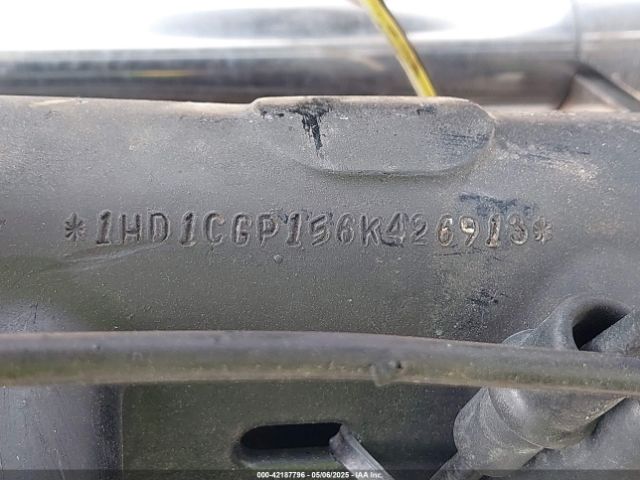 *1HD1CGP156K426913*
000-42187796 - 05/06/2025 - IAA Inc.